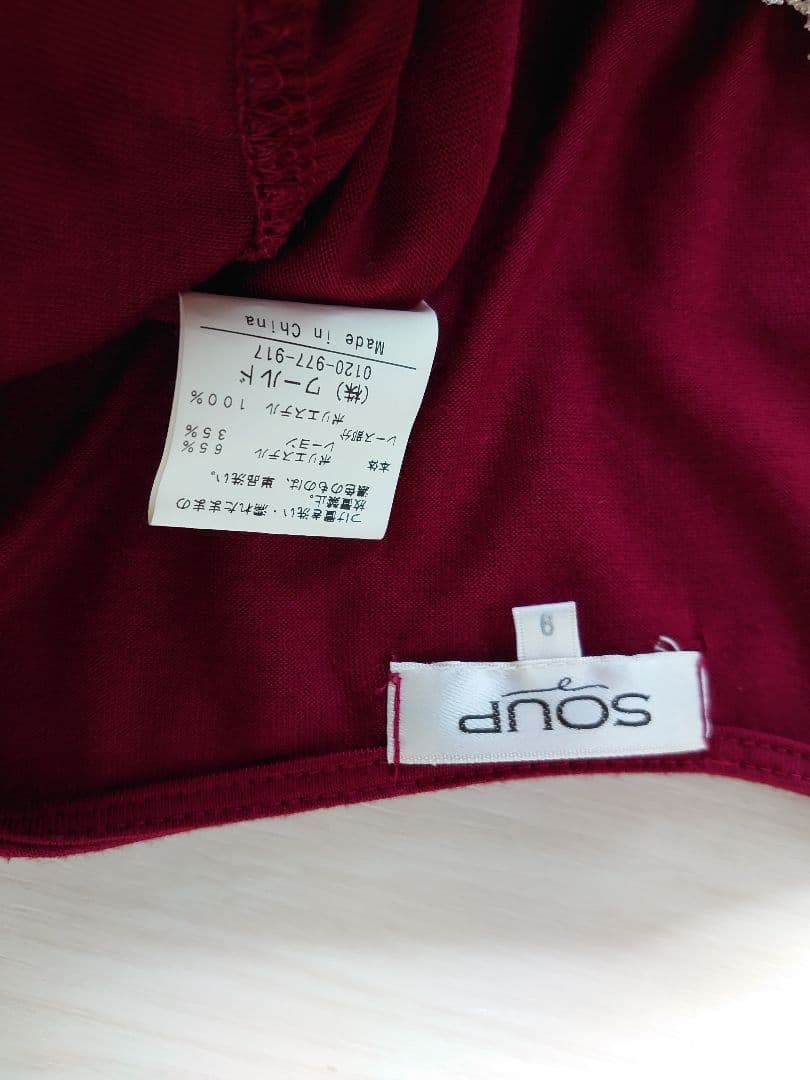 SOUP
e
9
つけ置き洗い・濡れたままの
放置禁止。
濃色のものは、単品洗い。
本体 ポリエステル 65%
レーヨン 35%
レース部分
ポリエステル 100%
(株) ワールド
0120-977-917
Made in China